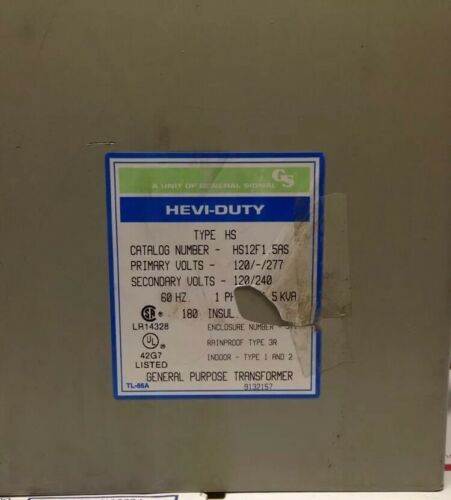 GS
A UNIT OF GENERAL SIGNAL
HEVI-DUTY
TYPE HS
CATALOG NUMBER - HS12F1.5AS
PRIMARY VOLTS - 120/-/277
SECONDARY VOLTS - 120/240
60 HZ. 1 PH 5 KVA
180 INSUL
LA14328
ENCLOSURE NUMBER -
RAINPROOF TYPE 3R
42G7
INDOOR - TYPE 1 AND 2
LISTED
GENERAL PURPOSE TRANSFORMER
TL-86A
9132157